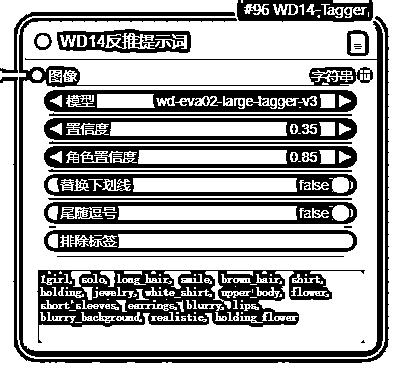 #96 WD14-Tagger
WD14反推提示词
图像 字符串
模型 wd-eva02-large-tagger-v3
置信度 0.35
角色置信度 0.85
替换下划线 false
尾随逗号 false
排除标签
1girl, solo, long_hair, smile, brown_hair, shirt,
holding, jewelry, white_shirt, upper_body, flower,
short_sleeves, earrings, blurry, lips,
blurry_background, realistic, holding_flower